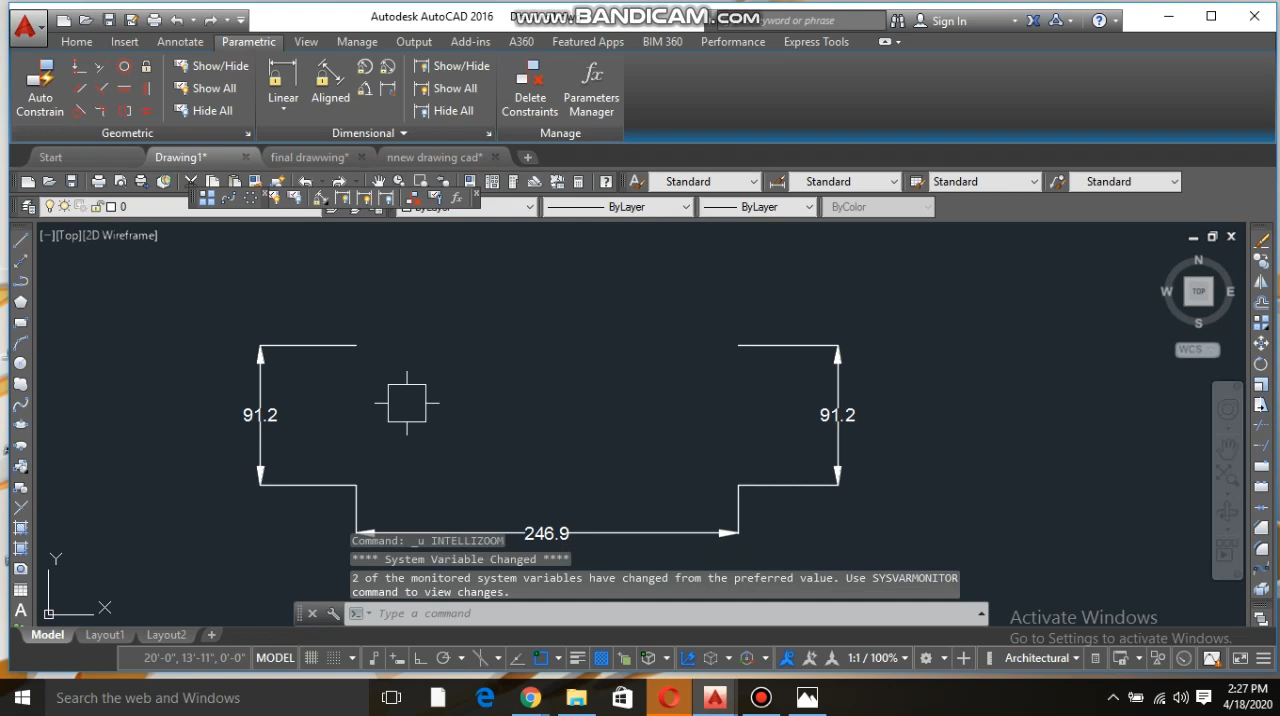 Autodesk AutoCAD 2016
www.BANDICAM.com
keyword or phrase
Sign In
Home Insert Annotate Parametric View Manage Output Add-ins A360 Featured Apps BIM 360 Performance Express Tools
Auto
Constrain
Show/Hide
Show All
Hide All
Linear
Aligned
Show/Hide
Show All
Hide All
Delete
Constraints
fx
Parameters
Manager
Geometric
Dimensional
Manage
Start Drawing1* final drawwing* nnew drawing cad*
Standard Standard Standard Standard
0 ByLayer ByLayer ByColor
[−][Top][2D Wireframe]
N
W TOP E
S
WCS
91.2
91.2
246.9
Command: _u INTELLIZOOM
**** System Variable Changed ****
2 of the monitored system variables have changed from the preferred value. Use SYSVARMONITOR
command to view changes.
Y
X
Type a command
Activate Windows
Go to Settings to activate Windows.
Model Layout1 Layout2 +
20'-0", 13'-11", 0'-0" MODEL 1:1 / 100% Architectural
Search the web and Windows
2:27 PM
4/18/2020